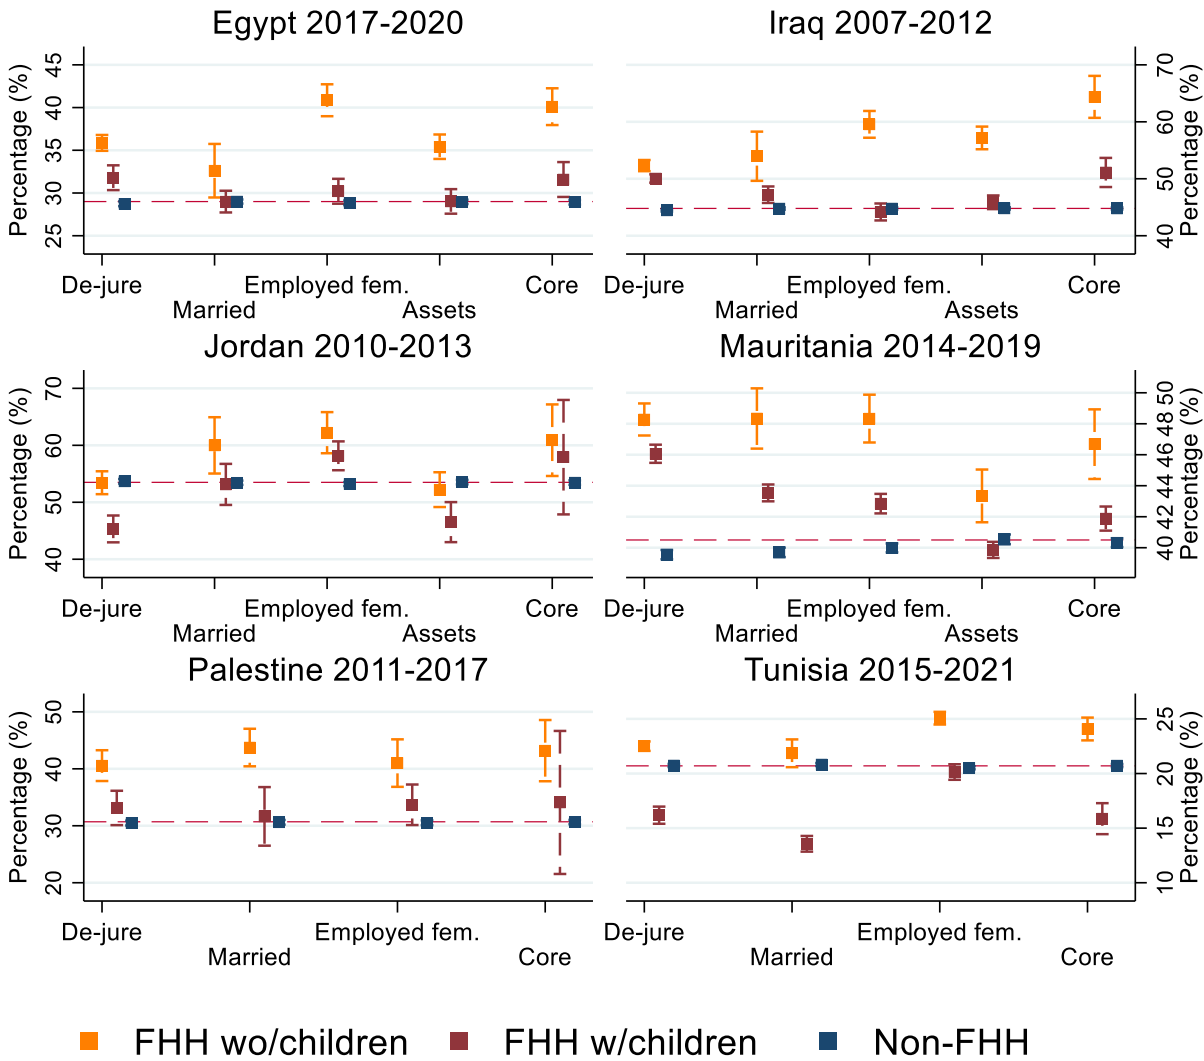 Egypt 2017-2020
Percentage (%)
45
40
35
30
25
De-jure
Married
Employed fem.
Assets
Core
Iraq 2007-2012
Percentage (%)
70
60
50
40
De-jure
Married
Employed fem.
Assets
Core
Jordan 2010-2013
Percentage (%)
70
60
50
40
De-jure
Married
Employed fem.
Assets
Core
Mauritania 2014-2019
Percentage (%)
50
48
46
44
42
40
De-jure
Married
Employed fem.
Assets
Core
Palestine 2011-2017
Percentage (%)
50
40
30
20
De-jure
Married
Employed fem.
Core
Tunisia 2015-2021
Percentage (%)
25
20
15
10
De-jure
Married
Employed fem.
Core
FHH wo/children
FHH w/children
Non-FHH